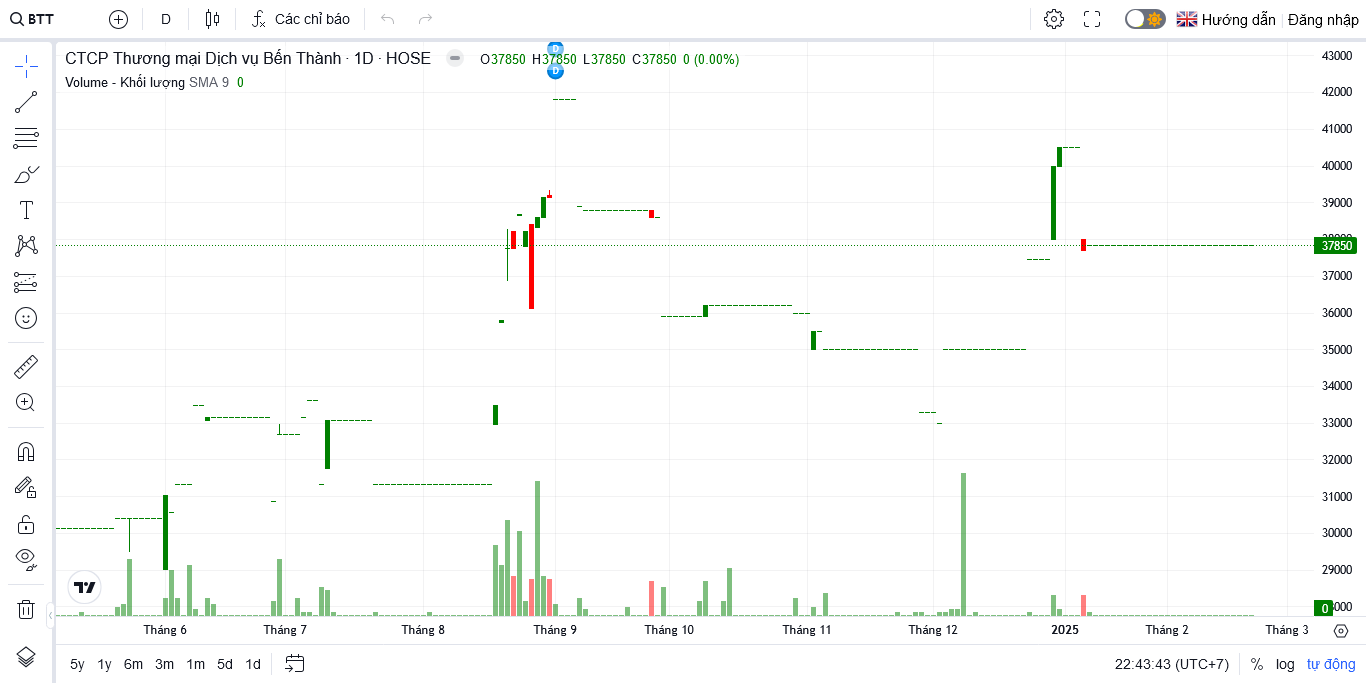 BTT D Các chỉ báo Hướng dẫn Đăng nhập
CTCP Thương mại Dịch vụ Bến Thành · 1D · HOSE O37850 H37850 L37850 C37850 0 (0.00%)
Volume - Khối lượng SMA 9 0
D
D
43000
42000
41000
40000
39000
37850
37000
36000
35000
34000
33000
32000
31000
30000
29000
0
Tháng 6 Tháng 7 Tháng 8 Tháng 9 Tháng 10 Tháng 11 Tháng 12 2025 Tháng 2 Tháng 3
5y 1y 6m 3m 1m 5d 1d 22:43:43 (UTC+7) % log tự động